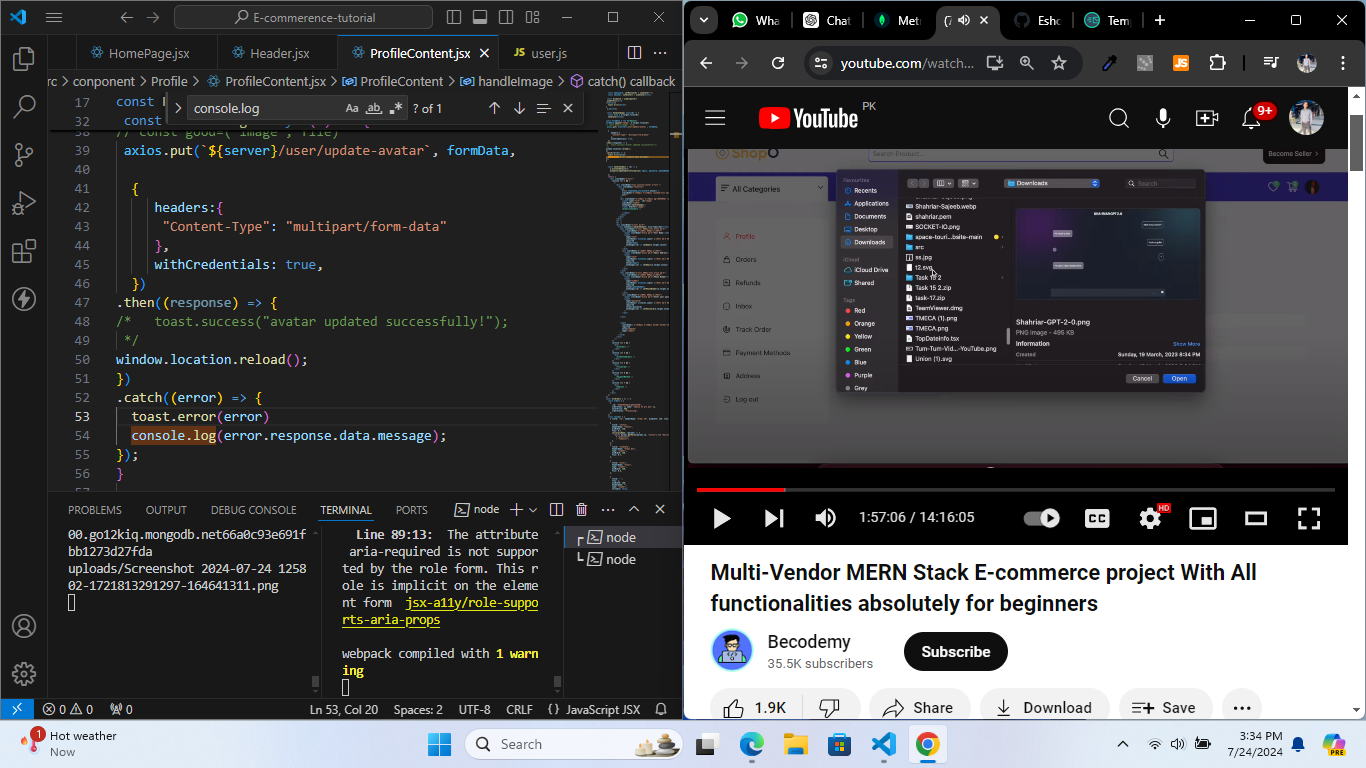 E-commerence-tutorial
HomePage.jsx
Header.jsx
ProfileContent.jsx
JS user.js
rc > conponent > Profile > ProfileContent.jsx > ProfileContent > handleImage > catch() callback
console.log
Aa ab ? of 1
17 const
32 const
38 // const good=("image", file)
39 axios.put(`${server}/user/update-avatar`, formData,
40
41 {
42 headers:{
43 "Content-Type": "multipart/form-data"
44 },
45 withCredentials: true,
46 })
47 .then((response) => {
48 /* toast.success("avatar updated successfully!");
49 */
50 window.location.reload();
51 })
52 .catch((error) => {
53 toast.error(error)
54 console.log(error.response.data.message);
55 });
56 }
PROBLEMS OUTPUT DEBUG CONSOLE TERMINAL PORTS node
00.go12kiq.mongodb.net66a0c93e691f
bb1273d27fda
uploads/Screenshot 2024-07-24 1258
02-1721813291297-164641311.png
Line 89:13: The attribute
aria-required is not suppor
ted by the role form. This r
ole is implicit on the eleme
nt form jsx-a11y/role-suppo
rts-aria-props
webpack compiled with 1 warn
ing
node
node
0 0 0
Ln 53, Col 20 Spaces: 2 UTF-8 CRLF {} JavaScript JSX
Wha
Chat
Met
(7
Esho
Temp
youtube.com/watch...
JS
YouTube PK
9+
ShopO
Search Product...
Become Seller >
All Categories
Profile
Orders
Refunds
Inbox
Track Order
Payment Methods
Address
Log out
Favourites
Recents
Applications
Documents
Desktop
Downloads
iCloud
iCloud Drive
Shared
Tags
Red
Orange
Yellow
Green
Blue
Purple
Grey
Downloads
Search
Shahriar-Sajeeb.webp
shahriar.pem
SOCKET-IO.png
space-touri...bsite-main
src
ss.jpg
t2.svg
Task 15 2
Task 15 2.zip
task-17.zip
TeamViewer.dmg
TMECA (1).png
TMECA.png
TopDateInfo.tsx
Tum-Tum-Vid...-YouTube.png
Union (1).svg
Shahriar-GPT-2-0.png
PNG image - 495 KB
Information Show More
Created Sunday, 19 March, 2023 8:34 PM
Cancel Open
1:57:06 / 14:16:05
CC
HD
Multi-Vendor MERN Stack E-commerce project With All
functionalities absolutely for beginners
Becodemy
35.5K subscribers
Subscribe
1.9K
Share
Download
Save
1
Hot weather
Now
Search
3:34 PM
7/24/2024
PRE